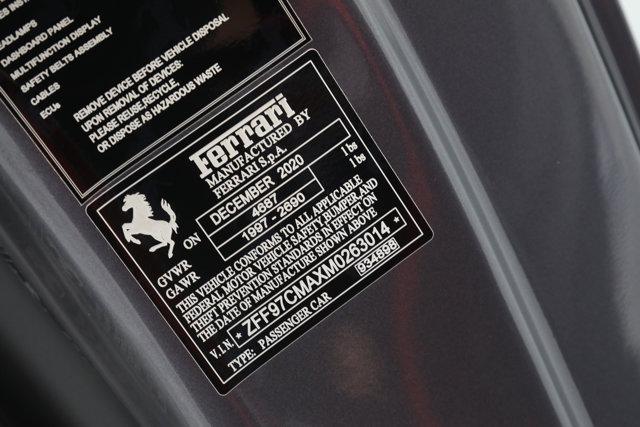 ES INS
EADLAMPS
DASHBOARD PANEL
MULTIFUNCTION DISPLAY
SAFETY BELTS ASSEMBLY
CABLES
ECUs
REMOVE DEVICE BEFORE VEHICLE DISPOSAL
UPON REMOVAL OF DEVICES:
PLEASE REUSE, RECYCLE,
OR DISPOSE AS HAZARDOUS WASTE
Ferrari
MANUFACTURED BY
FERRARI S.p.A.
ON DECEMBER 2020
GVWR 4687 lbs
GAWR 1997-2690 lbs
THIS VEHICLE CONFORMS TO ALL APPLICABLE
FEDERAL MOTOR VEHICLE SAFETY, BUMPER AND
THEFT PREVENTION STANDARDS IN EFFECT ON
THE DATE OF MANUFACTURE SHOWN ABOVE
V.I.N. * ZFF97CMAXM0263014 *
934898
TYPE: PASSENGER CAR